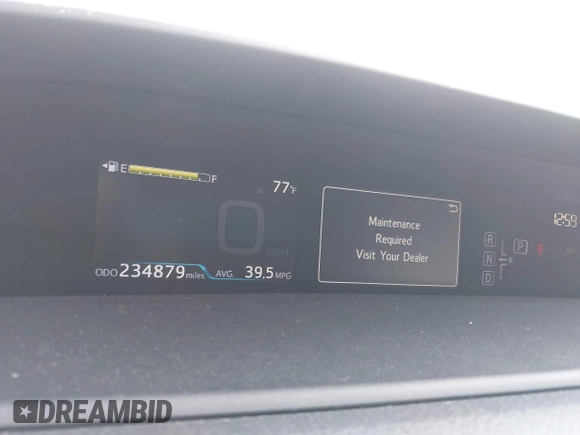 E F
77°F
12:59
Maintenance
Required
Visit Your Dealer
R
P
N
D
0 MPH
ODO 234879 miles AVG. 39.5 MPG
DREAMBID